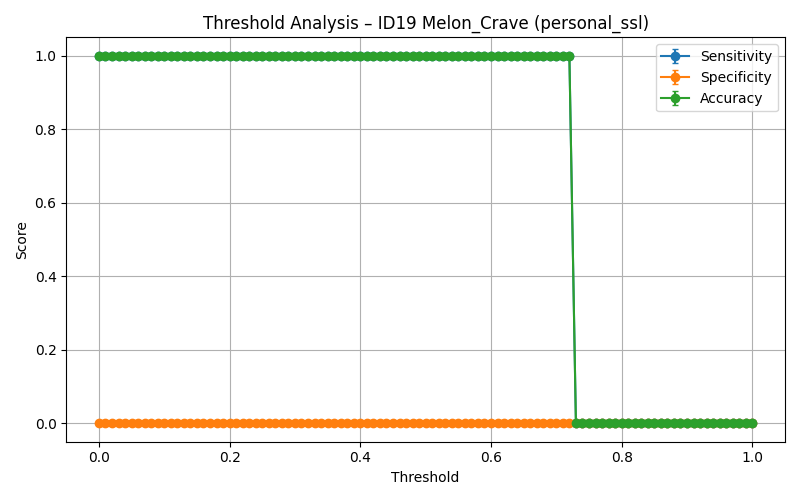 Threshold Analysis – ID19 Melon_Crave (personal_ssl)
Sensitivity
Specificity
Accuracy
1.0
0.8
0.6
0.4
0.2
0.0
Score
0.0 0.2 0.4 0.6 0.8 1.0
Threshold